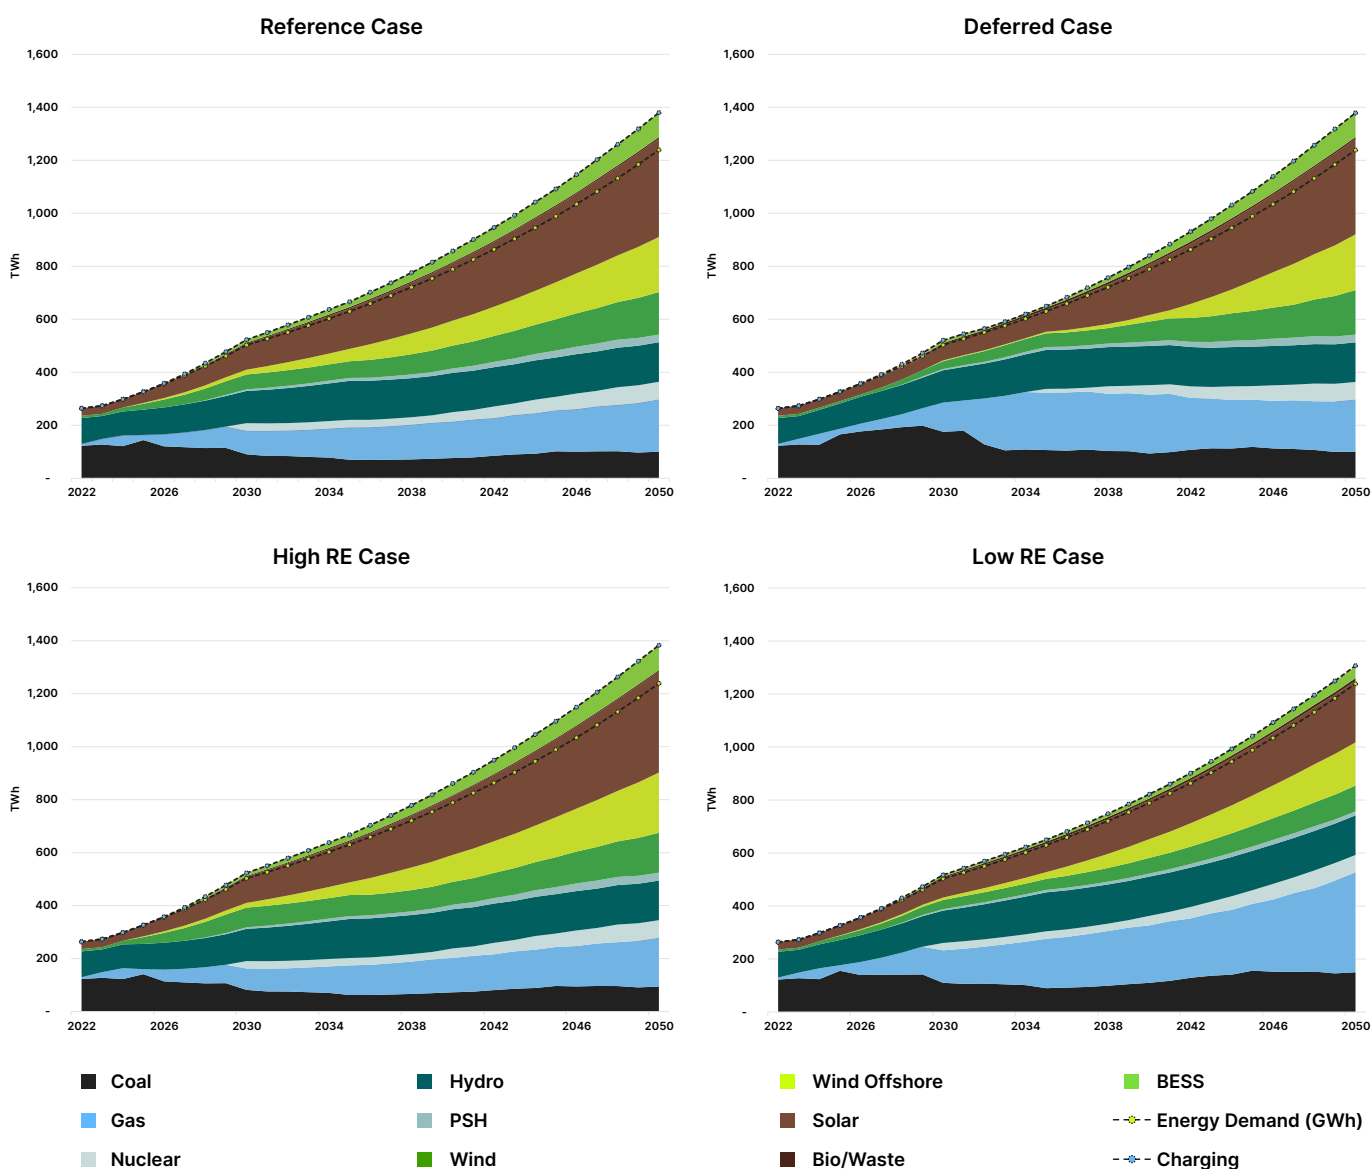 Reference Case
1,600
1,400
1,200
1,000
800
600
400
200
-
TWh
2022 2026 2030 2034 2038 2042 2046 2050
Deferred Case
1,600
1,400
1,200
1,000
800
600
400
200
-
TWh
2022 2026 2030 2034 2038 2042 2046 2050
High RE Case
1,600
1,400
1,200
1,000
800
600
400
200
-
TWh
2022 2026 2030 2034 2038 2042 2046 2050
Low RE Case
1,600
1,400
1,200
1,000
800
600
400
200
-
TWh
2022 2026 2030 2034 2038 2042 2046 2050
Coal
Gas
Nuclear
Hydro
PSH
Wind
Wind Offshore
Solar
Bio/Waste
BESS
Energy Demand (GWh)
Charging